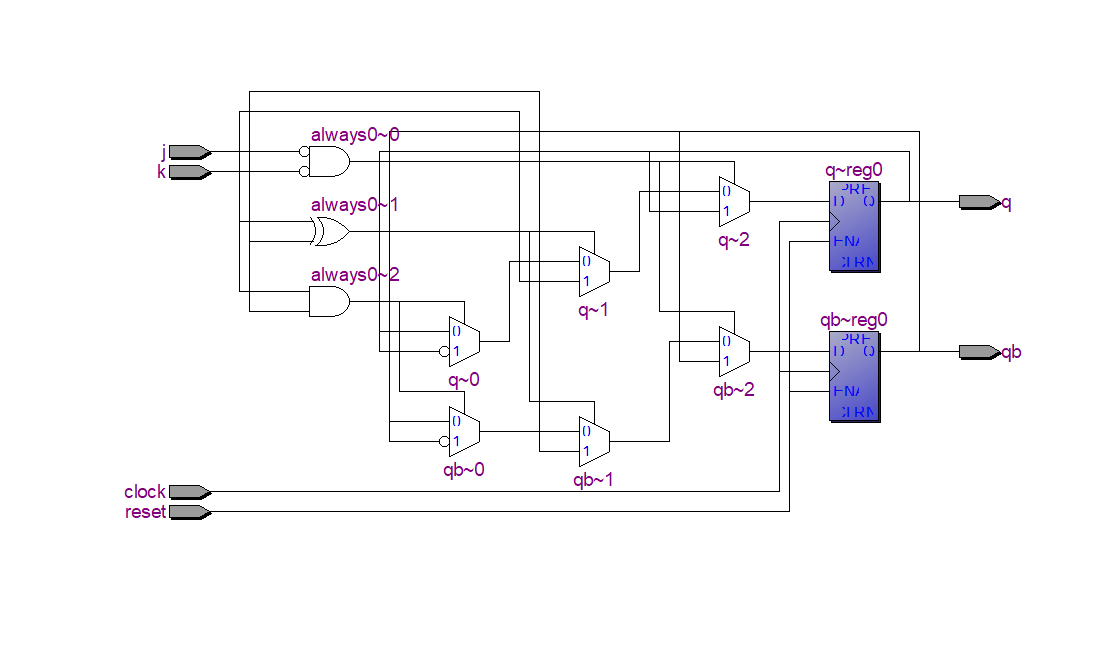 always0~0
j
k
q~reg0
PRE
D Q
ENA
CLRN
q
0
1
q~2
always0~1
0
1
q~1
always0~2
0
1
q~0
qb~reg0
PRE
D Q
ENA
CLRN
qb
0
1
qb~2
0
1
qb~0
0
1
qb~1
clock
reset